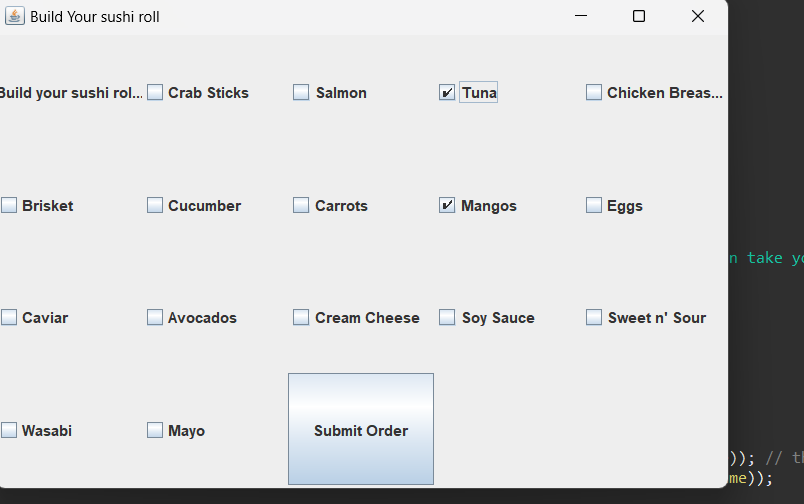 Build Your sushi roll
Build your sushi rol... Crab Sticks Salmon Tuna Chicken Breas...
Brisket Cucumber Carrots Mangos Eggs
n take yo
Caviar Avocados Cream Cheese Soy Sauce Sweet n' Sour
Wasabi Mayo Submit Order
)); // th
me));